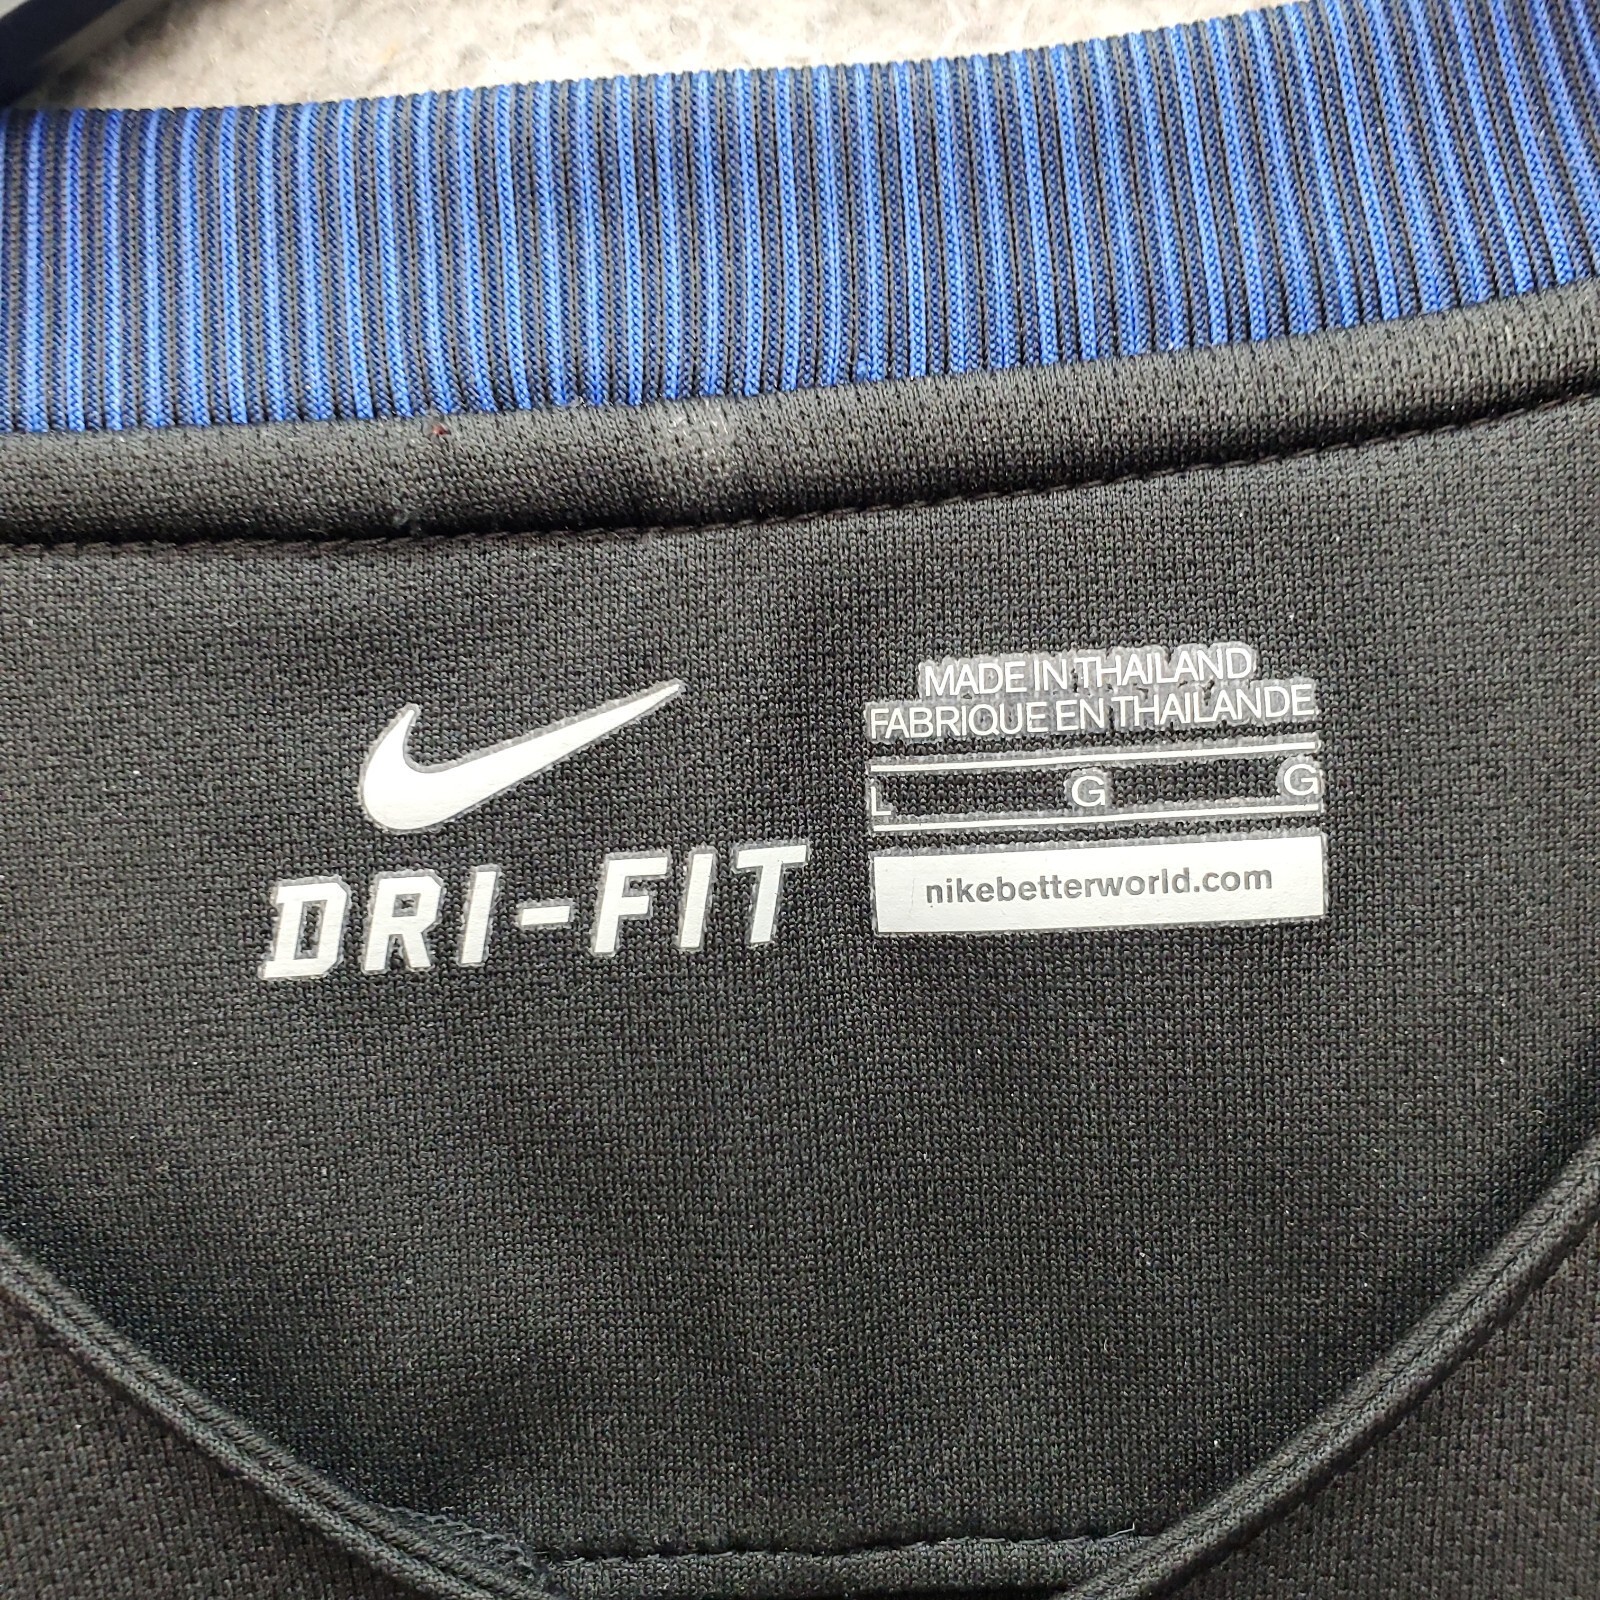 DRI-FIT
MADE IN THAILAND
FABRIQUE EN THAILANDE
L G G
nikebetterworld.com